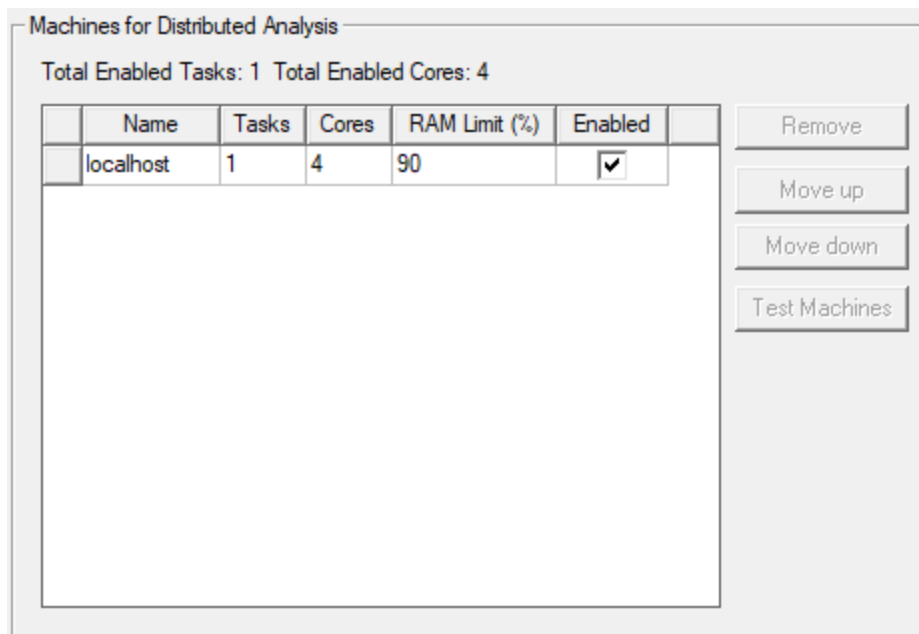 Machines for Distributed Analysis
Total Enabled Tasks: 1 Total Enabled Cores: 4
Name Tasks Cores RAM Limit (%) Enabled
localhost 1 4 90
Remove
Move up
Move down
Test Machines